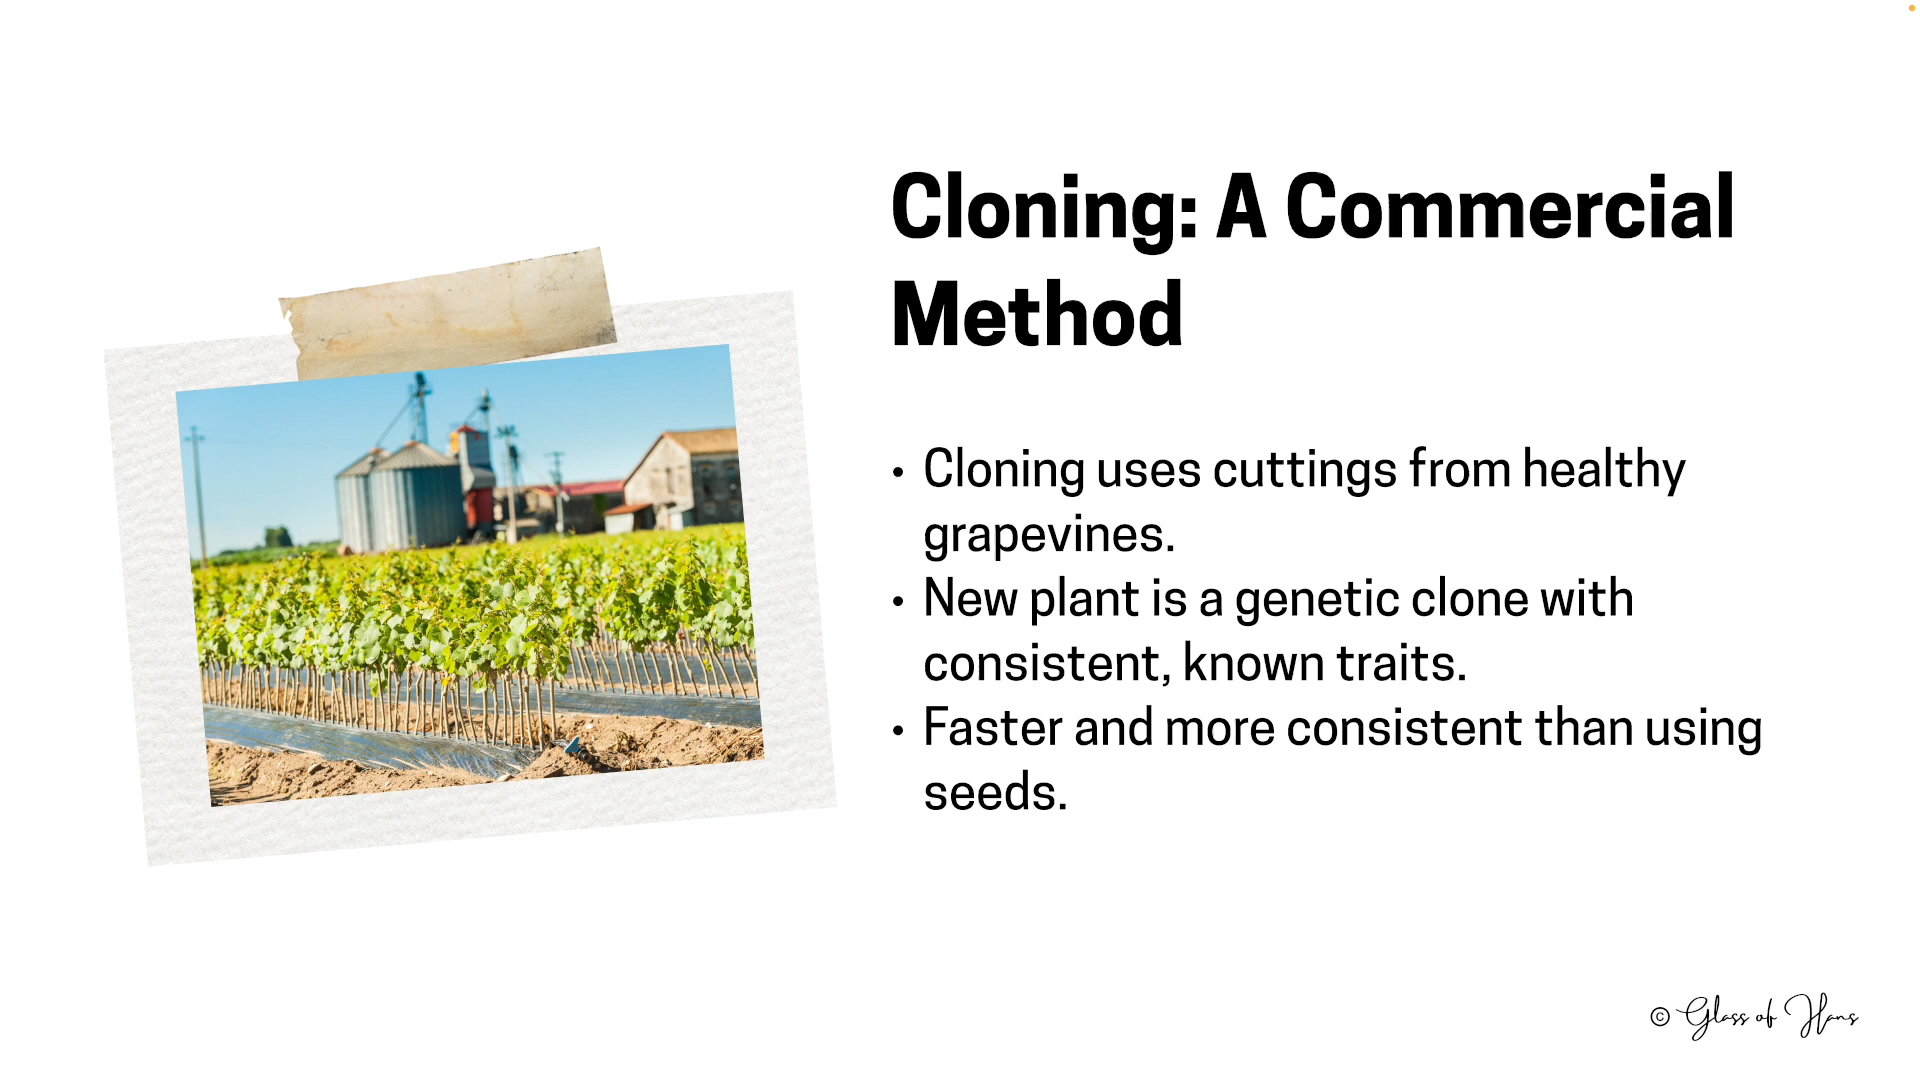 Cloning: A Commercial
Method
• Cloning uses cuttings from healthy
grapevines.
• New plant is a genetic clone with
consistent, known traits.
• Faster and more consistent than using
seeds.
© Glass of Hans